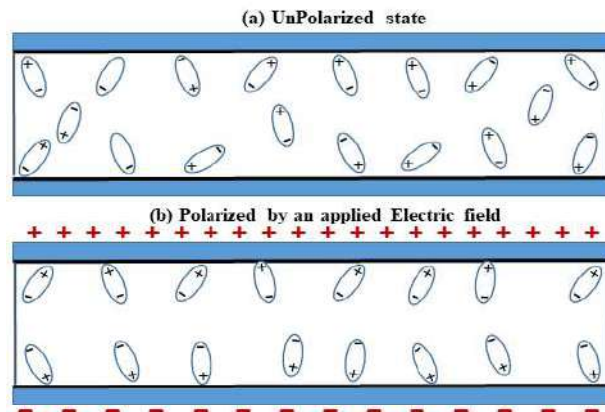 (a) UnPolarized state
(b) Polarized by an applied Electric field
+ + + + + + + + + + + + + + + + + + + +
- - - - - - - - - - - - - - -